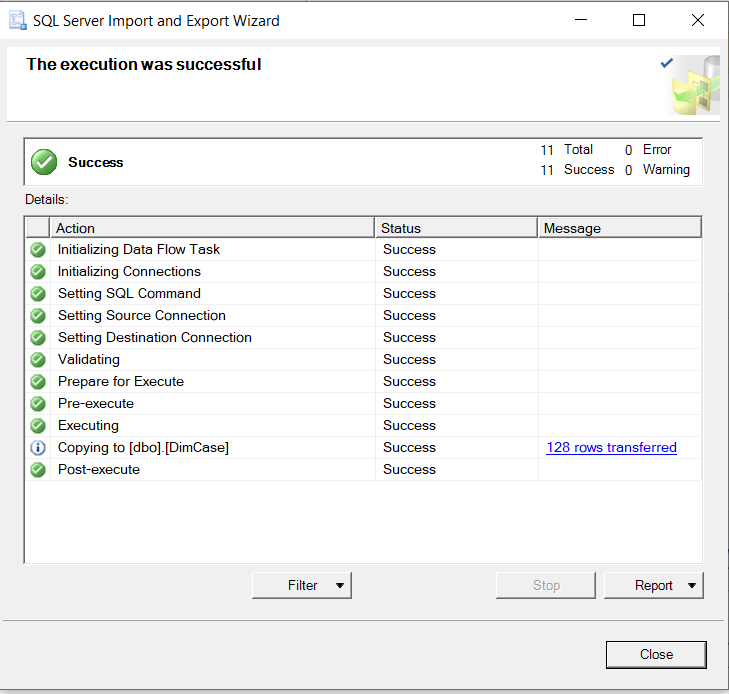 SQL Server Import and Export Wizard
The execution was successful
Success
11 Total 0 Error
11 Success 0 Warning
Details:
Action Status Message
Initializing Data Flow Task Success
Initializing Connections Success
Setting SQL Command Success
Setting Source Connection Success
Setting Destination Connection Success
Validating Success
Prepare for Execute Success
Pre-execute Success
Executing Success
Copying to [dbo].[DimCase] Success 128 rows transferred
Post-execute Success
Filter Stop Report
Close